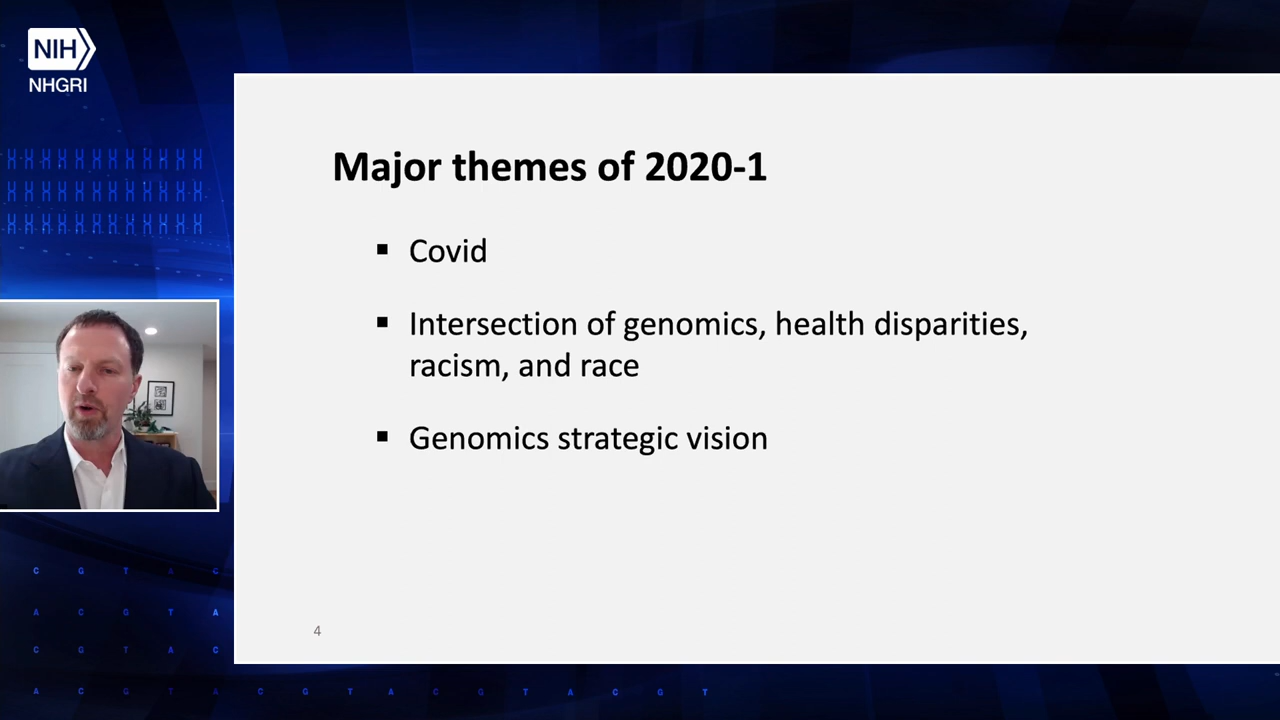 NIH
NHGRI
Major themes of 2020-1
▪ Covid
▪ Intersection of genomics, health disparities,
racism, and race
▪ Genomics strategic vision
4
C G T A C
A C G T A
C G T A C
A C G T A C G T A C G T A C G T